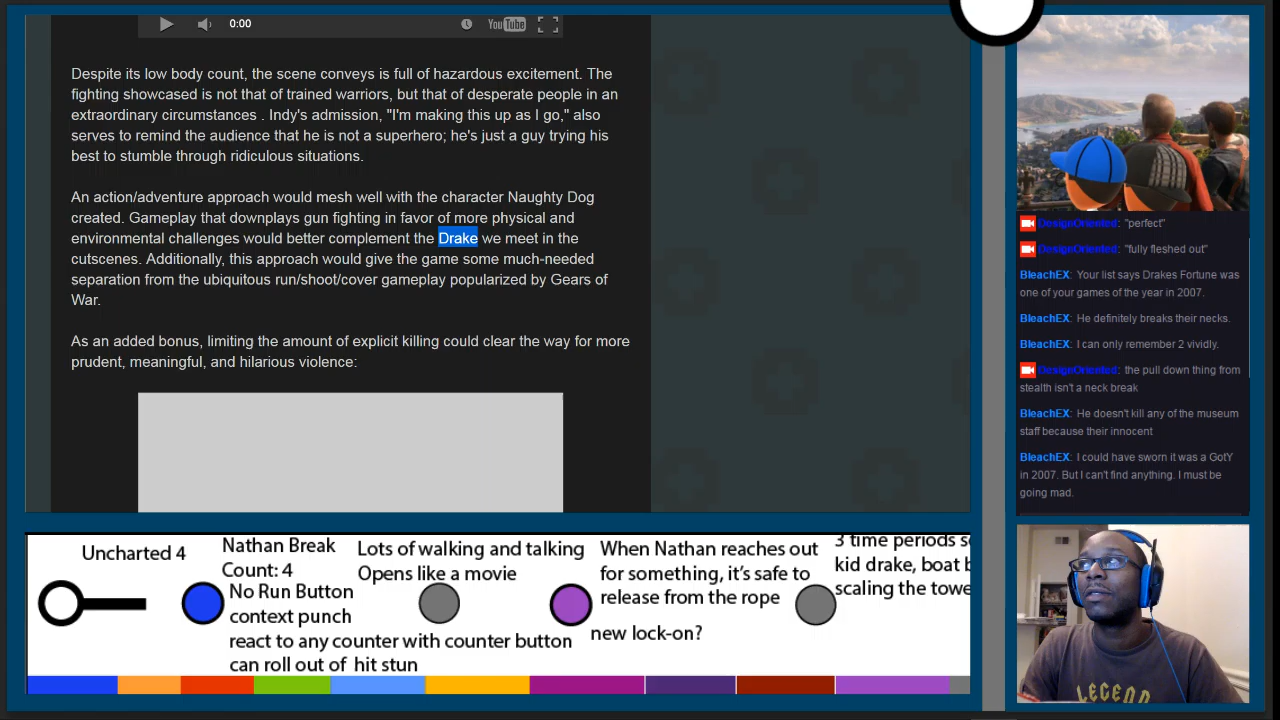 0:00
YouTube
Despite its low body count, the scene conveys is full of hazardous excitement. The
fighting showcased is not that of trained warriors, but that of desperate people in an
extraordinary circumstances . Indy's admission, "I'm making this up as I go," also
serves to remind the audience that he is not a superhero; he's just a guy trying his
best to stumble through ridiculous situations.
An action/adventure approach would mesh well with the character Naughty Dog
created. Gameplay that downplays gun fighting in favor of more physical and
environmental challenges would better complement the Drake we meet in the
cutscenes. Additionally, this approach would give the game some much-needed
separation from the ubiquitous run/shoot/cover gameplay popularized by Gears of
War.
As an added bonus, limiting the amount of explicit killing could clear the way for more
prudent, meaningful, and hilarious violence:
DesignOriented: "perfect"
DesignOriented: "fully fleshed out"
BleachEX: Your list says Drakes Fortune was
one of your games of the year in 2007.
BleachEX: He definitely breaks their necks.
BleachEX: I can only remember 2 vividly.
DesignOriented: the pull down thing from
stealth isn't a neck break
BleachEX: He doesn't kill any of the museum
staff because their innocent
BleachEX: I could have sworn it was a GotY
in 2007. But I can't find anything. I must be
going mad.
Uncharted 4
Nathan Break
Count: 4
No Run Button
context punch
react to any counter with counter button
can roll out of hit stun
Lots of walking and talking
Opens like a movie
When Nathan reaches out
for something, it's safe to
release from the rope
new lock-on?
3 time periods
kid drake, boat
scaling the
LEGEND